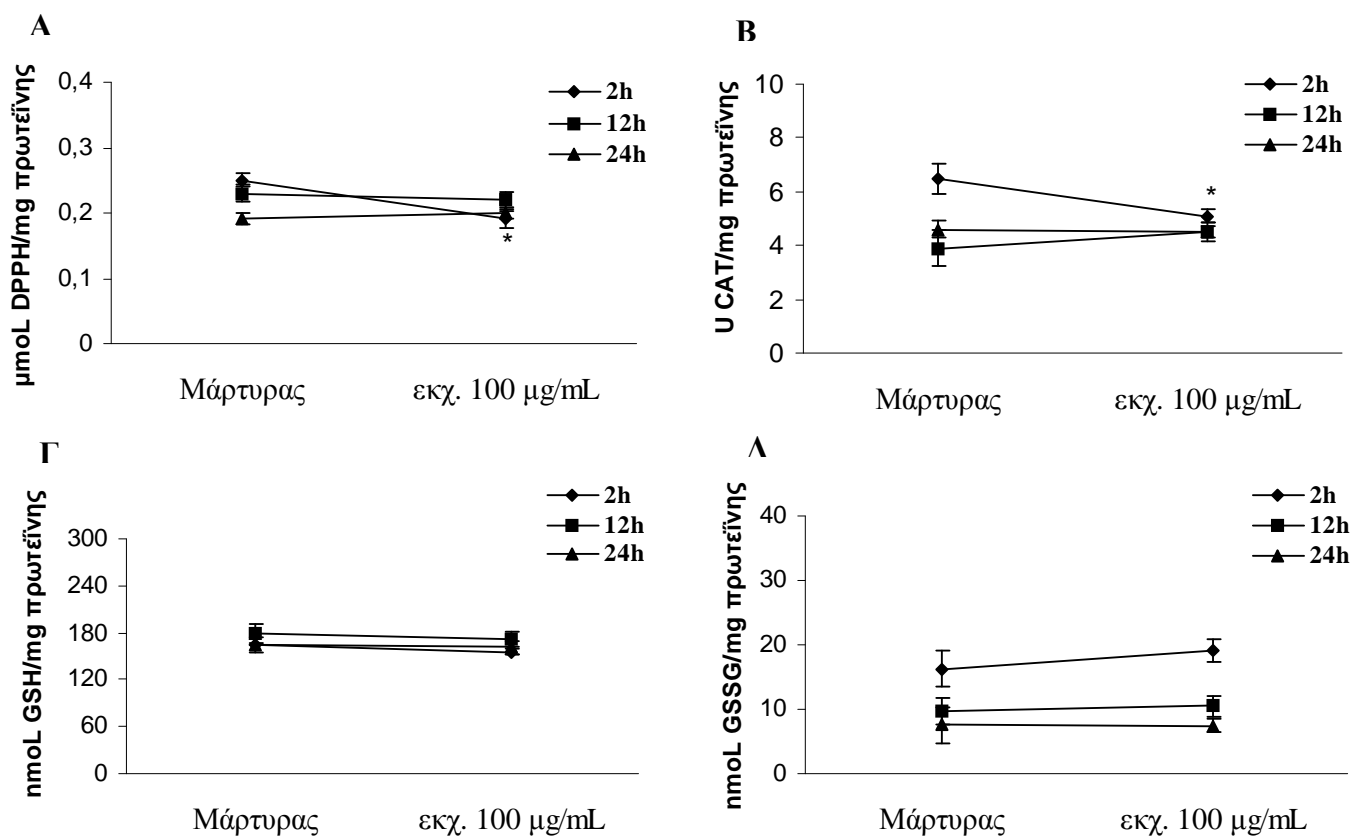 Α
μmoL DPPH/mg πρωτεΐνης
0,4
0,3
0,2
0,1
0
2h
12h
24h
*
Μάρτυρας
εκχ. 100 μg/mL
Β
U CAT/mg πρωτεΐνης
10
8
6
4
2
0
2h
12h
24h
*
Μάρτυρας
εκχ. 100 μg/mL
Γ
nmoL GSH/mg πρωτεΐνης
300
240
180
120
60
0
2h
12h
24h
Μάρτυρας
εκχ. 100 μg/mL
Δ
nmoL GSSG/mg πρωτεΐνης
40
30
20
10
0
2h
12h
24h
Μάρτυρας
εκχ. 100 μg/mL